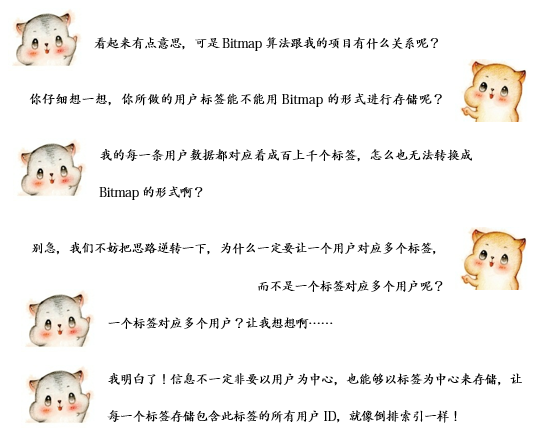 看起来有点意思，可是 Bitmap 算法跟我的项目有什么关系呢？
你仔细想一想，你所做的用户标签能不能用 Bitmap 的形式进行存储呢？
我的每一条用户数据都对应着成百上千个标签，怎么也无法转换成
Bitmap 的形式啊？
别急，我们不妨把思路逆转一下，为什么一定要让一个用户对应多个标签，
而不是一个标签对应多个用户呢？
一个标签对应多个用户？让我想想啊……
我明白了！信息不一定非要以用户为中心，也能够以标签为中心来存储，让
每一个标签存储包含此标签的所有用户 ID，就像倒排索引一样！